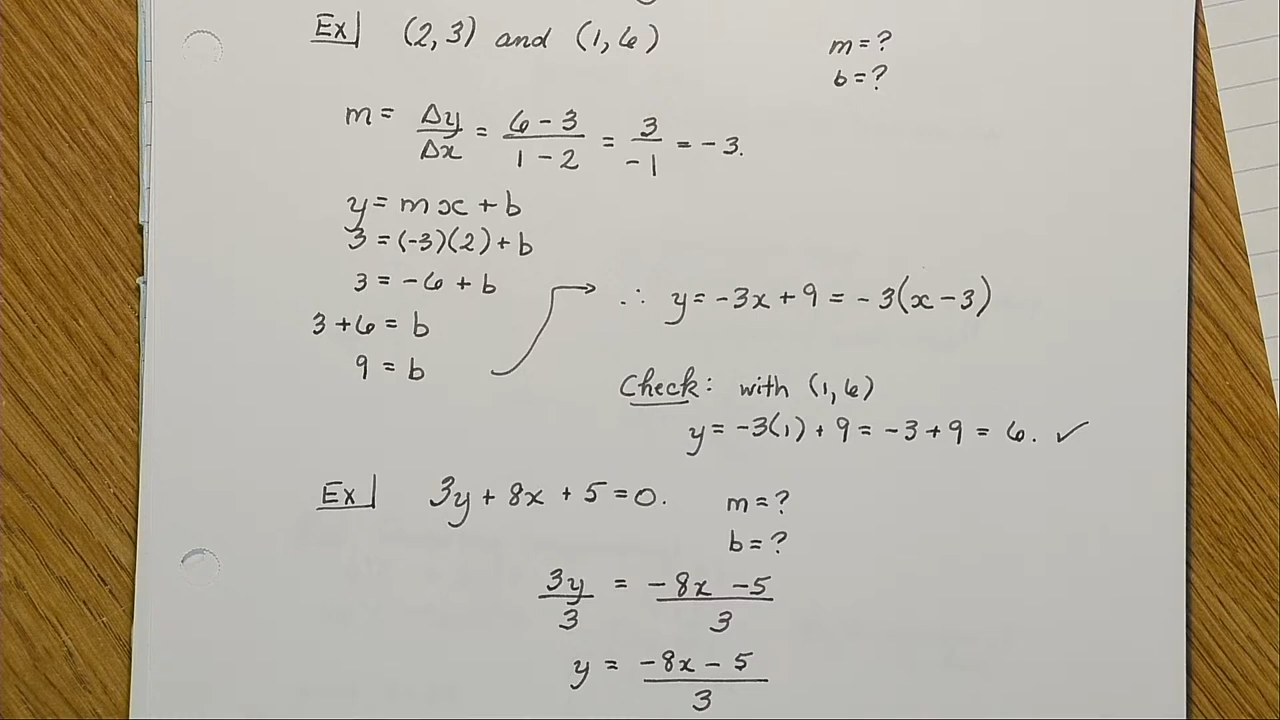 Ex (2, 3) and (1, 6) m = ?
b = ?
m = Δy/Δx = (6 - 3)/(1 - 2) = 3/-1 = -3.
y = mx + b
3 = (-3)(2) + b
3 = -6 + b
∴ y = -3x + 9 = -3(x - 3)
3 + 6 = b
9 = b
Check: with (1, 6)
y = -3(1) + 9 = -3 + 9 = 6. ✓
Ex 3y + 8x + 5 = 0. m = ?
b = ?
3y/3 = (-8x - 5)/3
y = (-8x - 5)/3